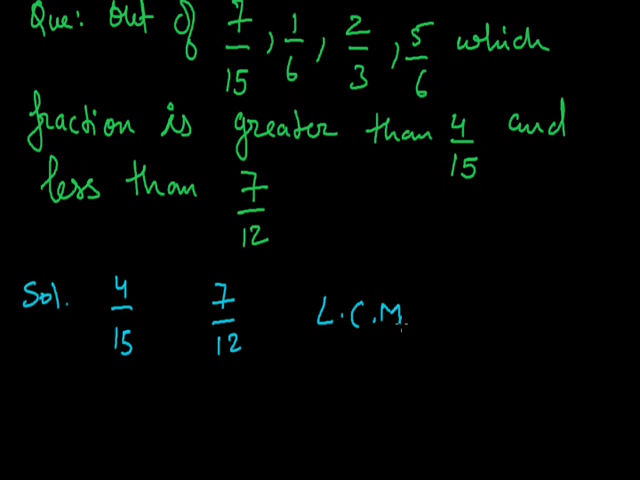 Que: Out of 7/15, 1/6, 2/3, 5/6 which
fraction is greater than 4/15 and
less than 7/12
Sol. 4/15 7/12 L.C.M.